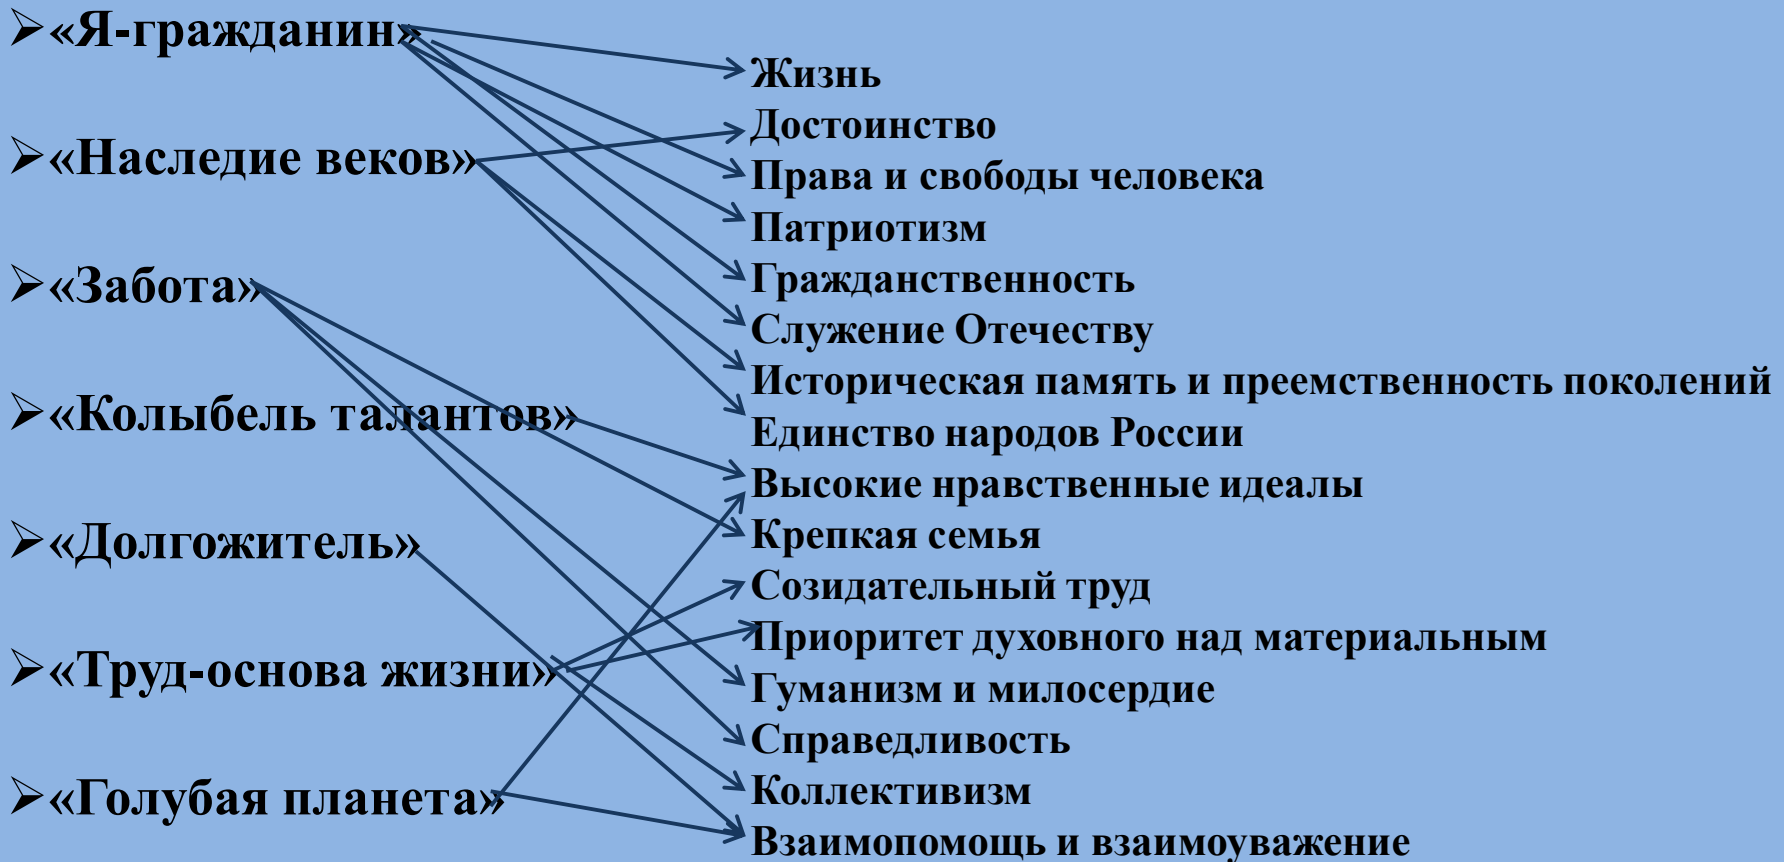 «Я-гражданин»
«Наследие веков»
«Забота»
«Колыбель талантов»
«Долгожитель»
«Труд-основа жизни»
«Голубая планета»
Жизнь
Достоинство
Права и свободы человека
Патриотизм
Гражданственность
Служение Отечеству
Историческая память и преемственность поколений
Единство народов России
Высокие нравственные идеалы
Крепкая семья
Созидательный труд
Приоритет духовного над материальным
Гуманизм и милосердие
Справедливость
Коллективизм
Взаимопомощь и взаимоуважение